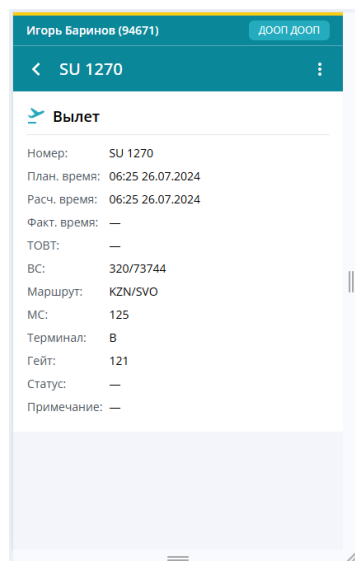 Игорь Баринов (94671) ДООП ДООП
SU 1270
Вылет
Номер: SU 1270
План. время: 06:25 26.07.2024
Расч. время: 06:25 26.07.2024
Факт. время: —
ТОВТ: —
ВС: 320/73744
Маршрут: KZN/SVO
МС: 125
Терминал: B
Гейт: 121
Статус: —
Примечание: —